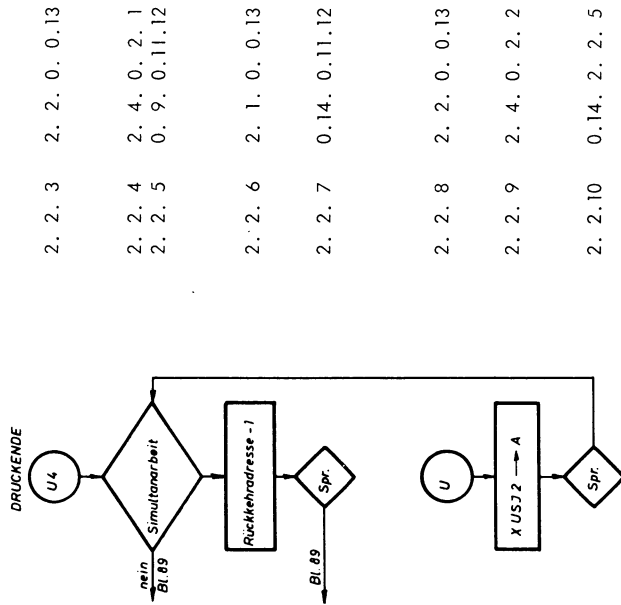 DRUCKENDE
U4 2. 2. 3 2. 2. 0. 0.13
nein
Bl. 89
Simultanarbeit 2. 2. 4 2. 4. 0. 2. 1
2. 2. 5 0. 9. 0.11.12
Rückkehradresse -1 2. 2. 6 2. 1. 0. 0.13
Bl. 89
Spr. 2. 2. 7 0.14. 0.11.12
U 2. 2. 8 2. 2. 0. 0.13
X USJ 2 → A 2. 2. 9 2. 4. 0. 2. 2
Spr. 2. 2.10 0.14. 2. 2. 5